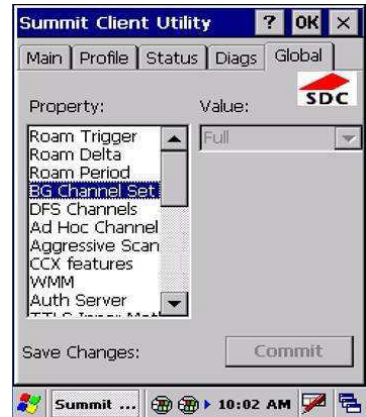 Summit Client Utility ? OK ×
Main Profile Status Diags Global
SDC
Property: Value:
Roam Trigger Full
Roam Delta
Roam Period
BG Channel Set
DFS Channels
Ad Hoc Channel
Aggressive Scan
CCX features
WMM
Auth Server
Save Changes: Commit
Summit ... 10:02 AM